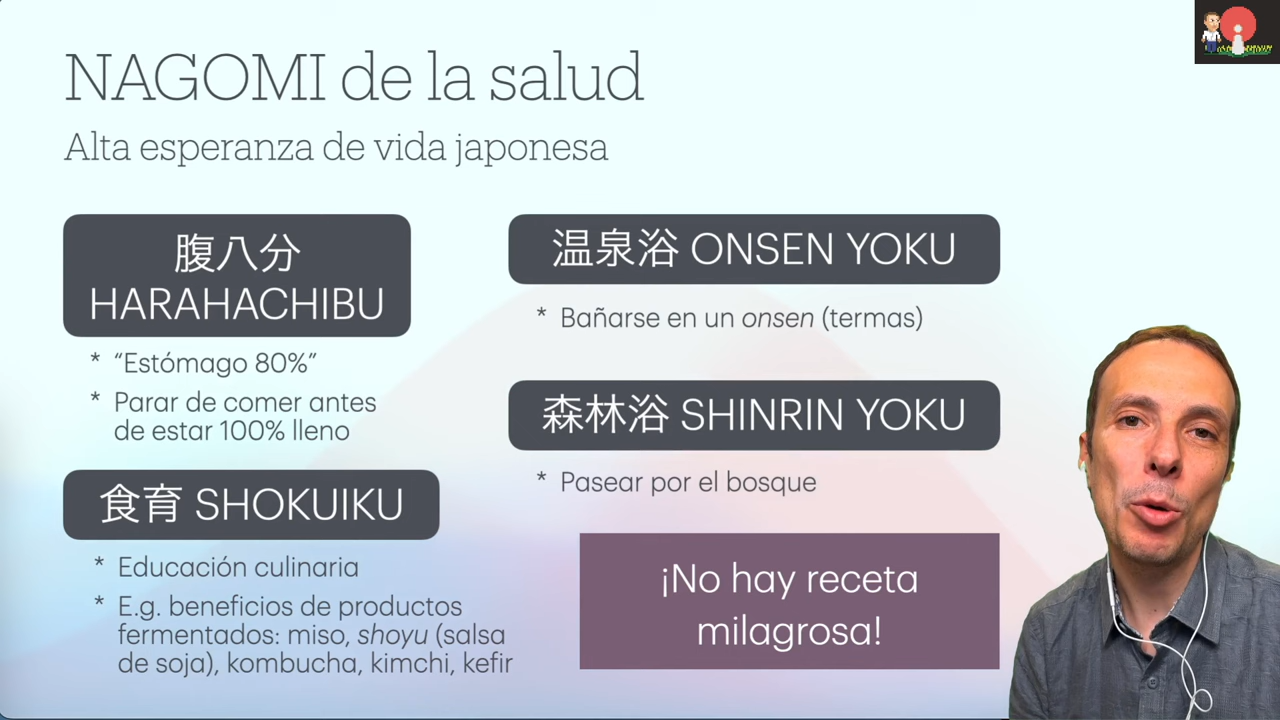 NAGOMI de la salud
Alta esperanza de vida japonesa
腹八分
HARAHACHIBU
* “Estómago 80%”
* Parar de comer antes
de estar 100% lleno
食育 SHOKUIKU
* Educación culinaria
* E.g. beneficios de productos
fermentados: miso, shoyu (salsa
de soja), kombucha, kimchi, kefir
温泉浴 ONSEN YOKU
* Bañarse en un onsen (termas)
森林浴 SHINRIN YOKU
* Pasear por el bosque
¡No hay receta
milagrosa!